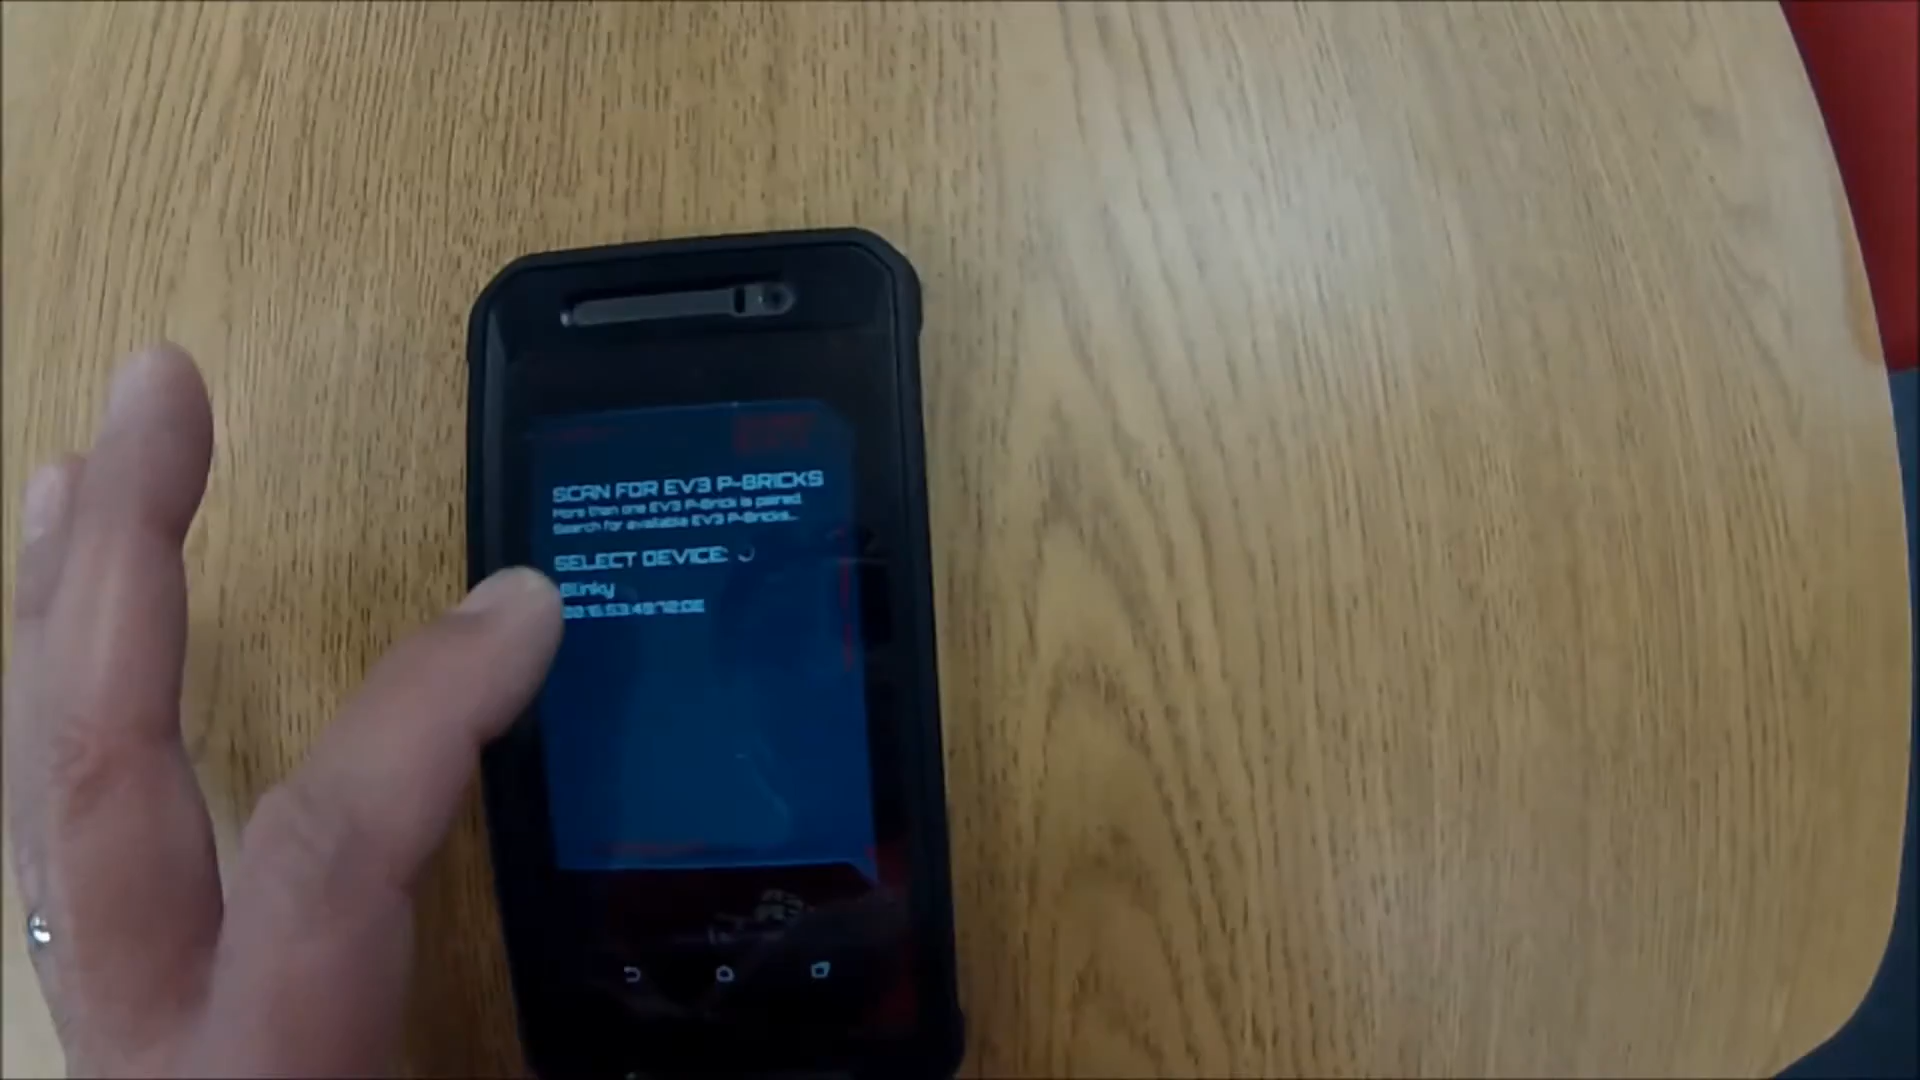 SCAN FOR EV3 P-BRICKS
More than one EV3 P-Brick is paired.
Search for available EV3 P-Bricks...
SELECT DEVICE:
Blinky